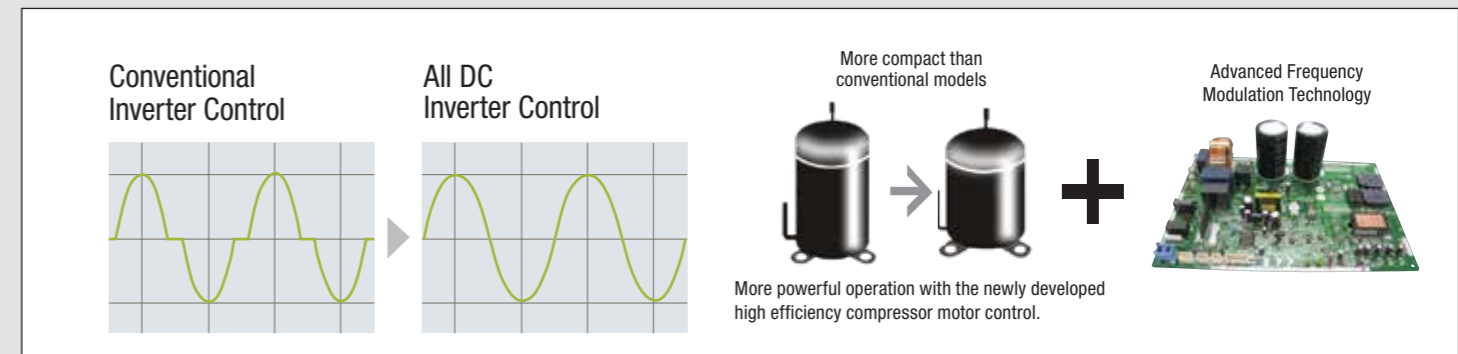 Conventional
Inverter Control
All DC
Inverter Control
More compact than
conventional models
More powerful operation with the newly developed
high efficiency compressor motor control.
Advanced Frequency
Modulation Technology